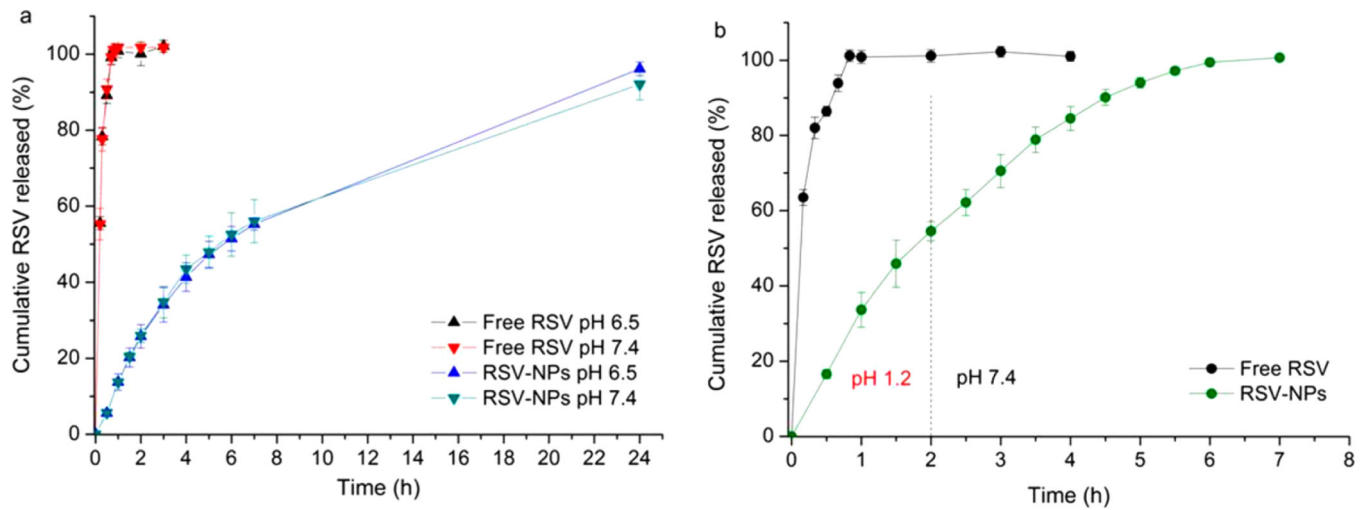 a
Cumulative RSV released (%)
100
80
60
40
20
0
0 2 4 6 8 10 12 14 16 18 20 22 24
Time (h)
Free RSV pH 6.5
Free RSV pH 7.4
RSV-NPs pH 6.5
RSV-NPs pH 7.4
b
Cumulative RSV released (%)
100
80
60
40
20
0
0 1 2 3 4 5 6 7 8
Time (h)
pH 1.2 pH 7.4
Free RSV
RSV-NPs